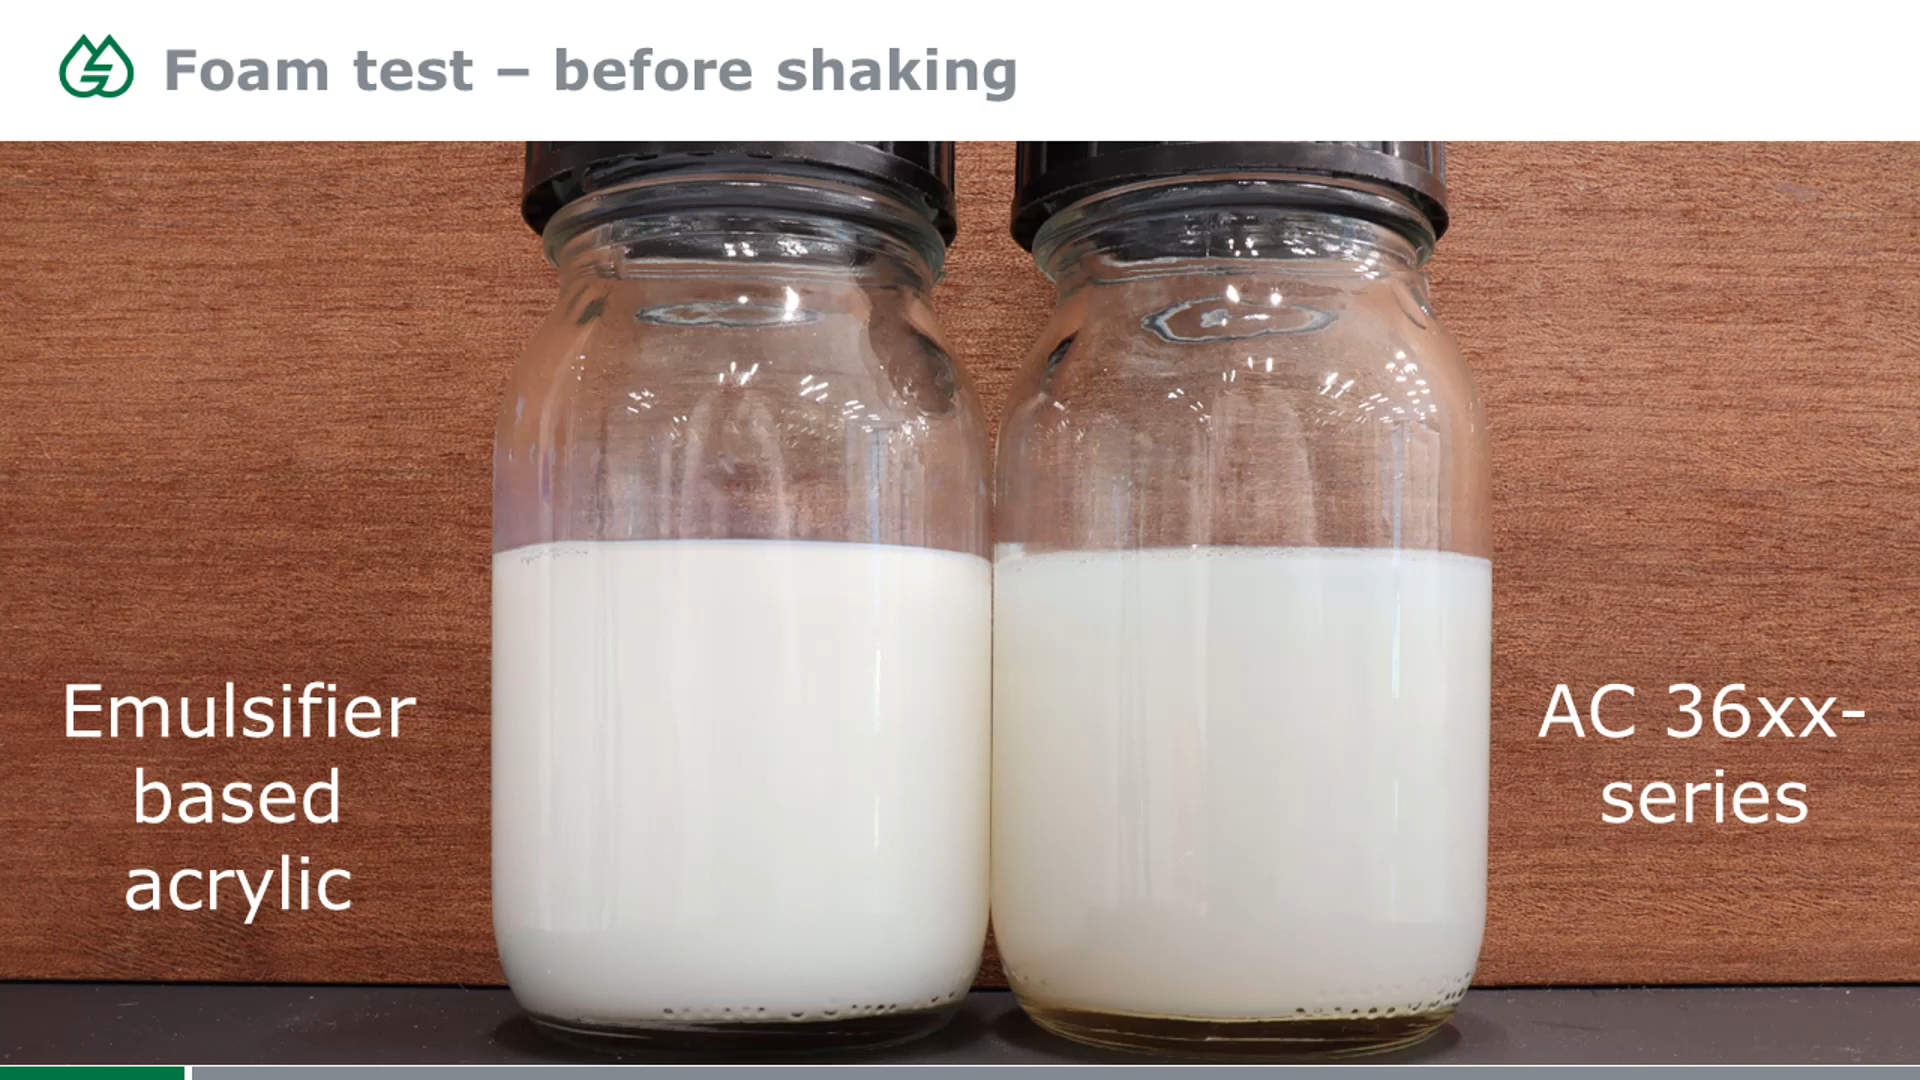 Foam test – before shaking
Emulsifier
based
acrylic
AC 36xx-
series